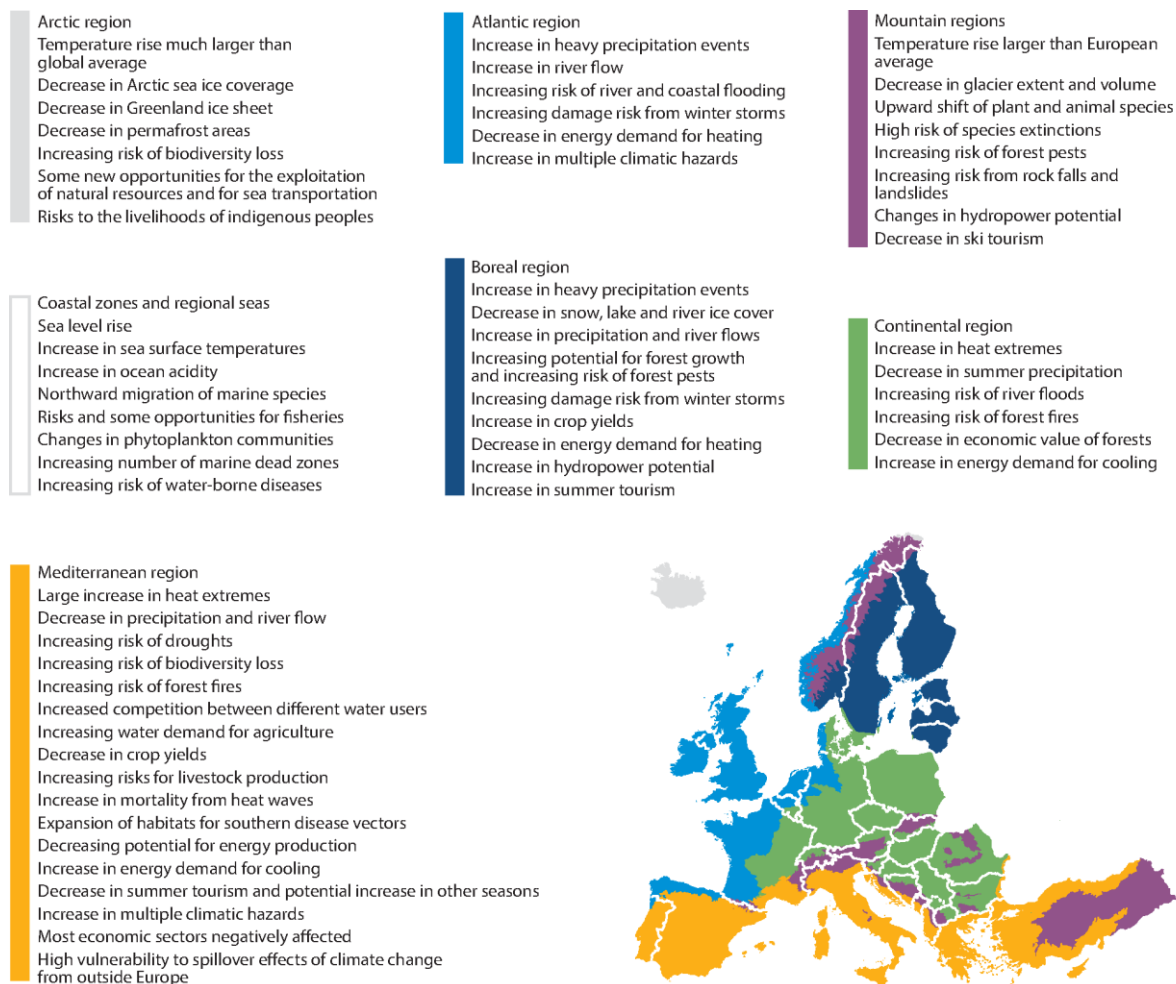 Arctic region
Temperature rise much larger than
global average
Decrease in Arctic sea ice coverage
Decrease in Greenland ice sheet
Decrease in permafrost areas
Increasing risk of biodiversity loss
Some new opportunities for the exploitation
of natural resources and for sea transportation
Risks to the livelihoods of indigenous peoples
Atlantic region
Increase in heavy precipitation events
Increase in river flow
Increasing risk of river and coastal flooding
Increasing damage risk from winter storms
Decrease in energy demand for heating
Increase in multiple climatic hazards
Mountain regions
Temperature rise larger than European
average
Decrease in glacier extent and volume
Upward shift of plant and animal species
High risk of species extinctions
Increasing risk of forest pests
Increasing risk from rock falls and
landslides
Changes in hydropower potential
Decrease in ski tourism
Coastal zones and regional seas
Sea level rise
Increase in sea surface temperatures
Increase in ocean acidity
Northward migration of marine species
Risks and some opportunities for fisheries
Changes in phytoplankton communities
Increasing number of marine dead zones
Increasing risk of water-borne diseases
Boreal region
Increase in heavy precipitation events
Decrease in snow, lake and river ice cover
Increase in precipitation and river flows
Increasing potential for forest growth
and increasing risk of forest pests
Increasing damage risk from winter storms
Increase in crop yields
Decrease in energy demand for heating
Increase in hydropower potential
Increase in summer tourism
Continental region
Increase in heat extremes
Decrease in summer precipitation
Increasing risk of river floods
Increasing risk of forest fires
Decrease in economic value of forests
Increase in energy demand for cooling
Mediterranean region
Large increase in heat extremes
Decrease in precipitation and river flow
Increasing risk of droughts
Increasing risk of biodiversity loss
Increasing risk of forest fires
Increased competition between different water users
Increasing water demand for agriculture
Decrease in crop yields
Increasing risks for livestock production
Increase in mortality from heat waves
Expansion of habitats for southern disease vectors
Decreasing potential for energy production
Increase in energy demand for cooling
Decrease in summer tourism and potential increase in other seasons
Increase in multiple climatic hazards
Most economic sectors negatively affected
High vulnerability to spillover effects of climate change
from outside Europe